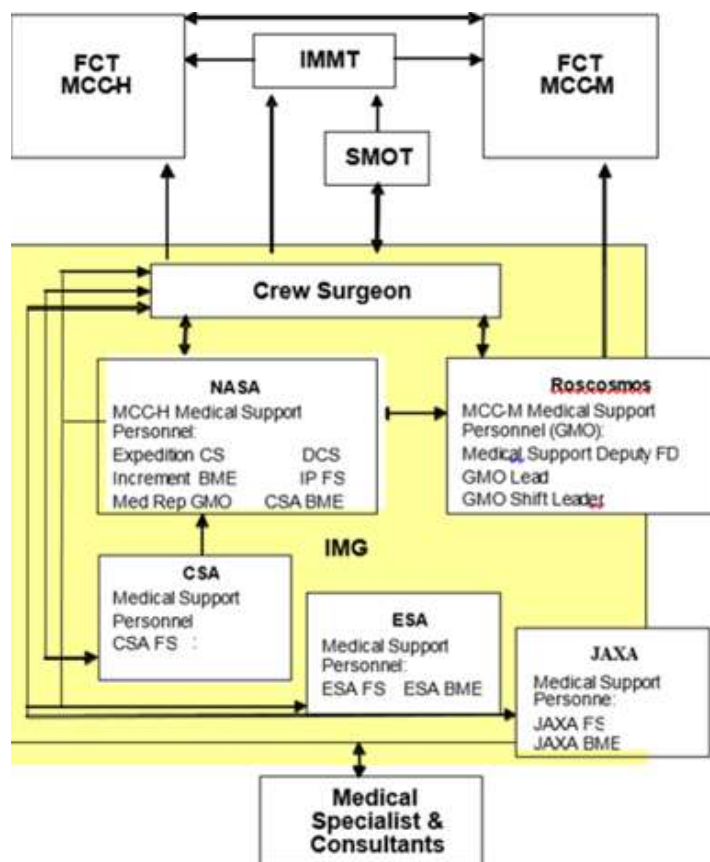 FCT
MCC-H
IMMT
FCT
MCC-M
SMOT
Crew Surgeon
NASA
MCC-H Medical Support
Personnel:
Expedition CS DCS
Increment BME IP FS
Med Rep GMO CSA BME
Roscosmos
MCC-M Medical Support
Personnel (GMO):
Medical Support Deputy FD
GMO Lead
GMO Shift Leader
IMG
CSA
Medical Support
Personnel
CSA FS :
ESA
Medical Support
Personnel:
ESA FS ESA BME
JAXA
Medical Support
Personne:
JAXA FS
JAXA BME
Medical
Specialist &
Consultants